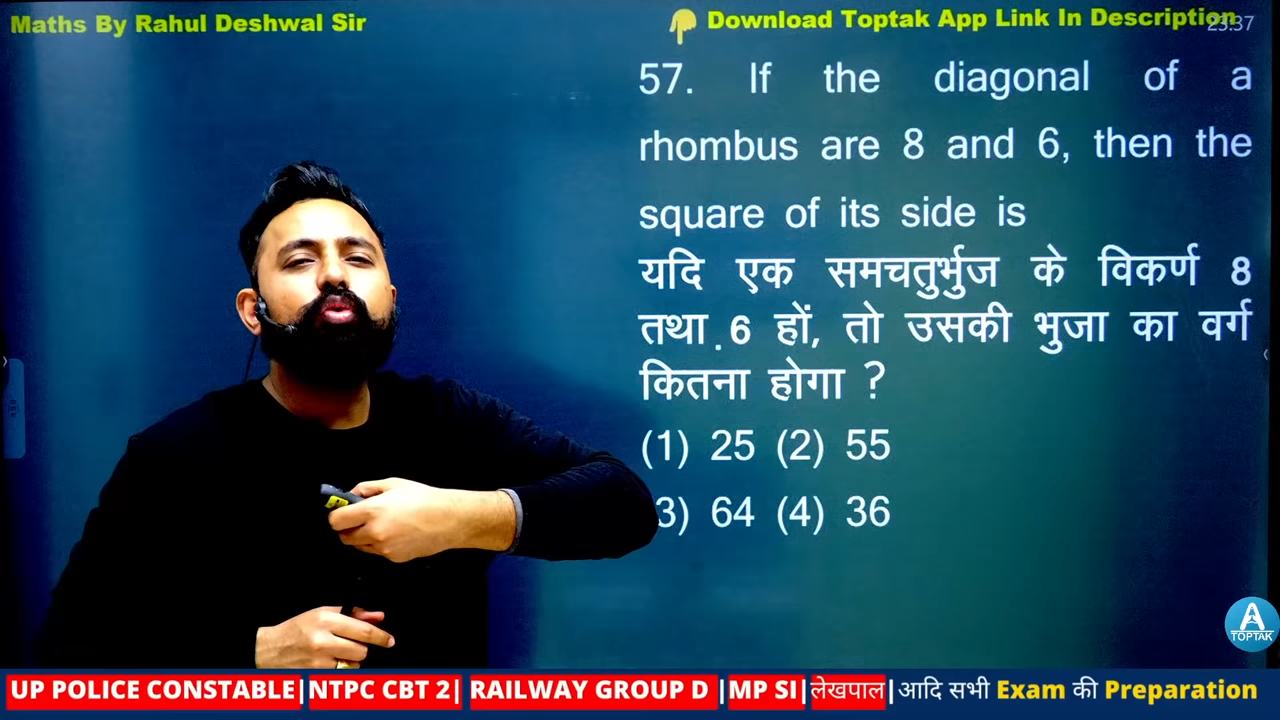 Maths By Rahul Deshwal Sir
Download Toptak App Link In Description
23:37
57. If the diagonal of a
rhombus are 8 and 6, then the
square of its side is
यदि एक समचतुर्भुज के विकर्ण 8
तथा 6 हों, तो उसकी भुजा का वर्ग
कितना होगा ?
(1) 25 (2) 55
3) 64 (4) 36
A
TOPTAK
UP POLICE CONSTABLE| NTPC CBT 2| RAILWAY GROUP D |MP SI|लेखपाल|आदि सभी Exam की Preparation